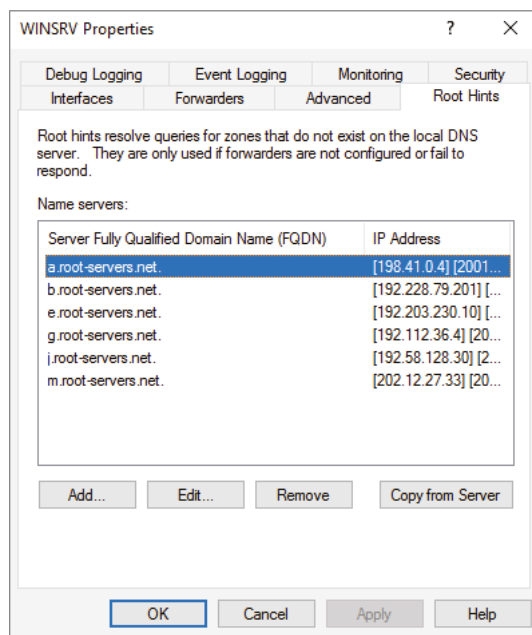 WINSRV Properties
? ×
Debug Logging Event Logging Monitoring Security
Interfaces Forwarders Advanced Root Hints
Root hints resolve queries for zones that do not exist on the local DNS
server. They are only used if forwarders are not configured or fail to
respond.
Name servers:
Server Fully Qualified Domain Name (FQDN) IP Address
a.root-servers.net. [198.41.0.4] [2001...
b.root-servers.net. [192.228.79.201] [...
e.root-servers.net. [192.203.230.10] [...
g.root-servers.net. [192.112.36.4] [20...
j.root-servers.net. [192.58.128.30] [2...
m.root-servers.net. [202.12.27.33] [20...
Add... Edit... Remove Copy from Server
OK Cancel Apply Help